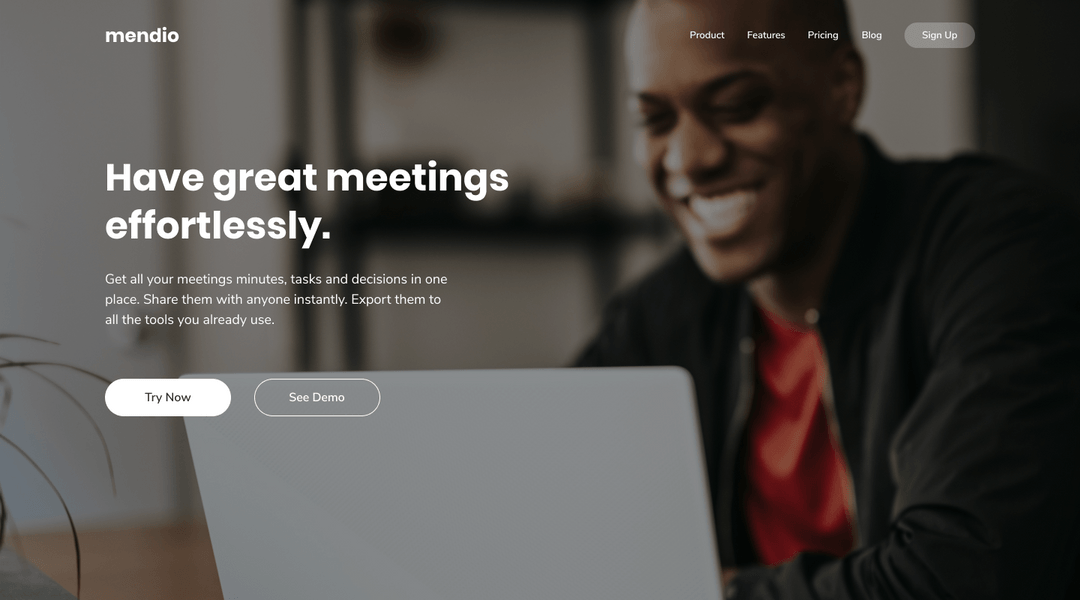 mendio
Product
Features
Pricing
Blog
Sign Up
Have great meetings
effortlessly.
Get all your meetings minutes, tasks and decisions in one
place. Share them with anyone instantly. Export them to
all the tools you already use.
Try Now
See Demo